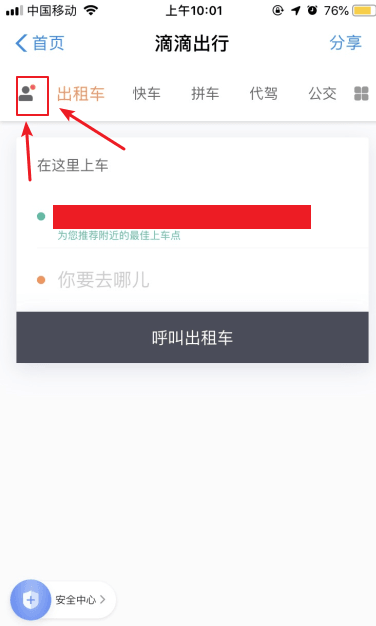 中国移动 上午10:01 76%
首页 滴滴出行 分享
出租车 快车 拼车 代驾 公交
在这里上车
为您推荐附近的最佳上车点
你要去哪儿
呼叫出租车
安全中心